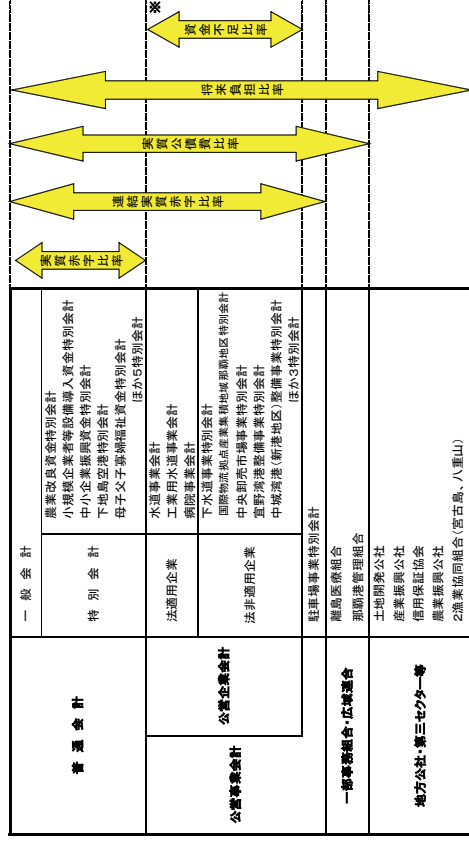 普通会計
一般会計
特別会計
農業改良資金特別会計
小規模企業者等設備導入資金特別会計
中小企業振興資金特別会計
下地島空港特別会計
母子父子寡婦福祉資金特別会計
ほか5特別会計
公営事業会計
公営企業会計
法適用企業
水道事業会計
工業用水道事業会計
病院事業会計
法非適用企業
下水道事業特別会計
国際物流拠点産業集積地域那覇地区特別会計
中央卸売市場事業特別会計
宜野湾港整備事業特別会計
中城湾港(新港地区)整備事業特別会計
ほか3特別会計
駐車場事業特別会計
一部事務組合・広域連合
離島医療組合
那覇港管理組合
地方公社・第三セクター等
土地開発公社
産業振興公社
信用保証協会
農業振興公社
2漁業協同組合(宮古島、八重山)
実質赤字比率
連結実質赤字比率
実質公債費比率
将来負担比率
資金不足比率
※